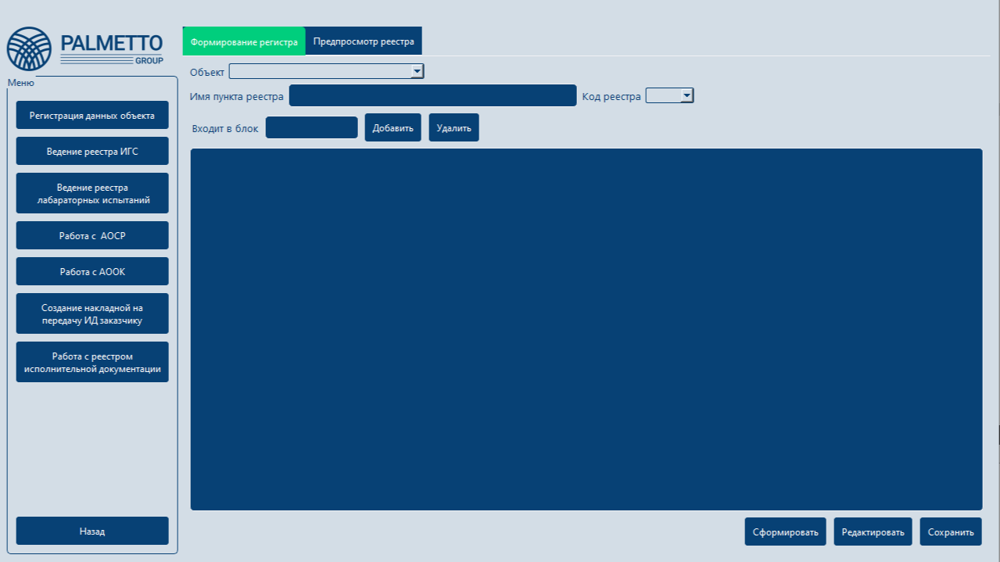 PALMETTO
GROUP
Меню
Регистрация данных объекта
Ведение реестра ИГС
Ведение реестра
лабараторных испытаний
Работа с  АОСР
Работа с АООК
Создание накладной на
передачу ИД заказчику
Работа с реестром
исполнительной документации
Назад
Формирование регистра
Предпросмотр реестра
Объект
Имя пункта реестра
Код реестра
Входит в блок
Добавить
Удалить
Сформировать
Редактировать
Сохранить